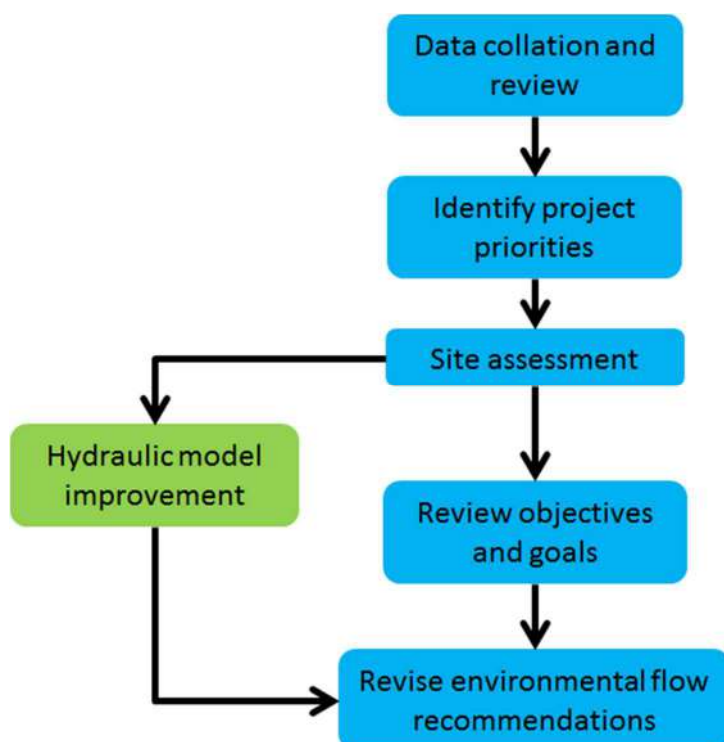 Data collation and
review
Identify project
priorities
Site assessment
Hydraulic model
improvement
Review objectives
and goals
Revise environmental flow
recommendations